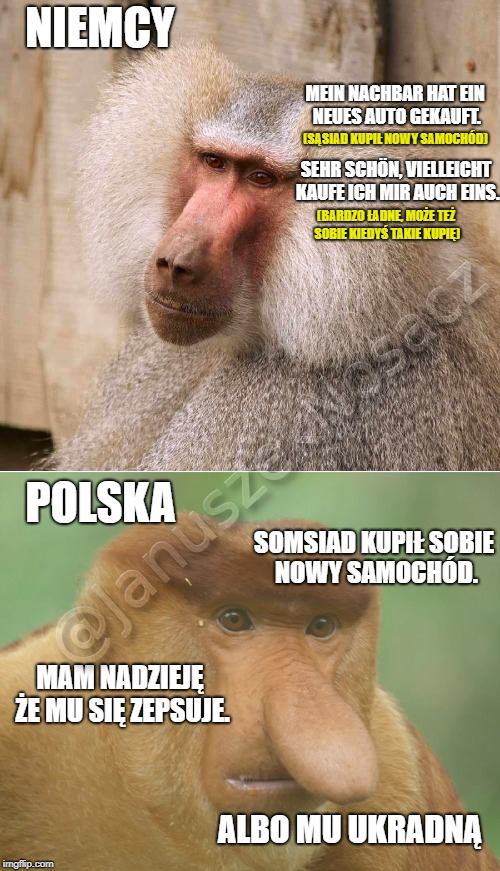 NIEMCY
MEIN NACHBAR HAT EIN
NEUES AUTO GEKAUFT.
(SĄSIAD KUPIŁ NOWY SAMOCHÓD)
SEHR SCHÖN, VIELLEICHT
KAUFE ICH MIR AUCH EINS.
(BARDZO ŁADNE, MOŻE TEŻ
SOBIE KIEDYŚ TAKIE KUPIĘ)
@Janusze_Nosacz
POLSKA
SOMSIAD KUPIŁ SOBIE
NOWY SAMOCHÓD.
MAM NADZIEJĘ
ŻE MU SIĘ ZEPSUJE.
ALBO MU UKRADNĄ
imgflip.com